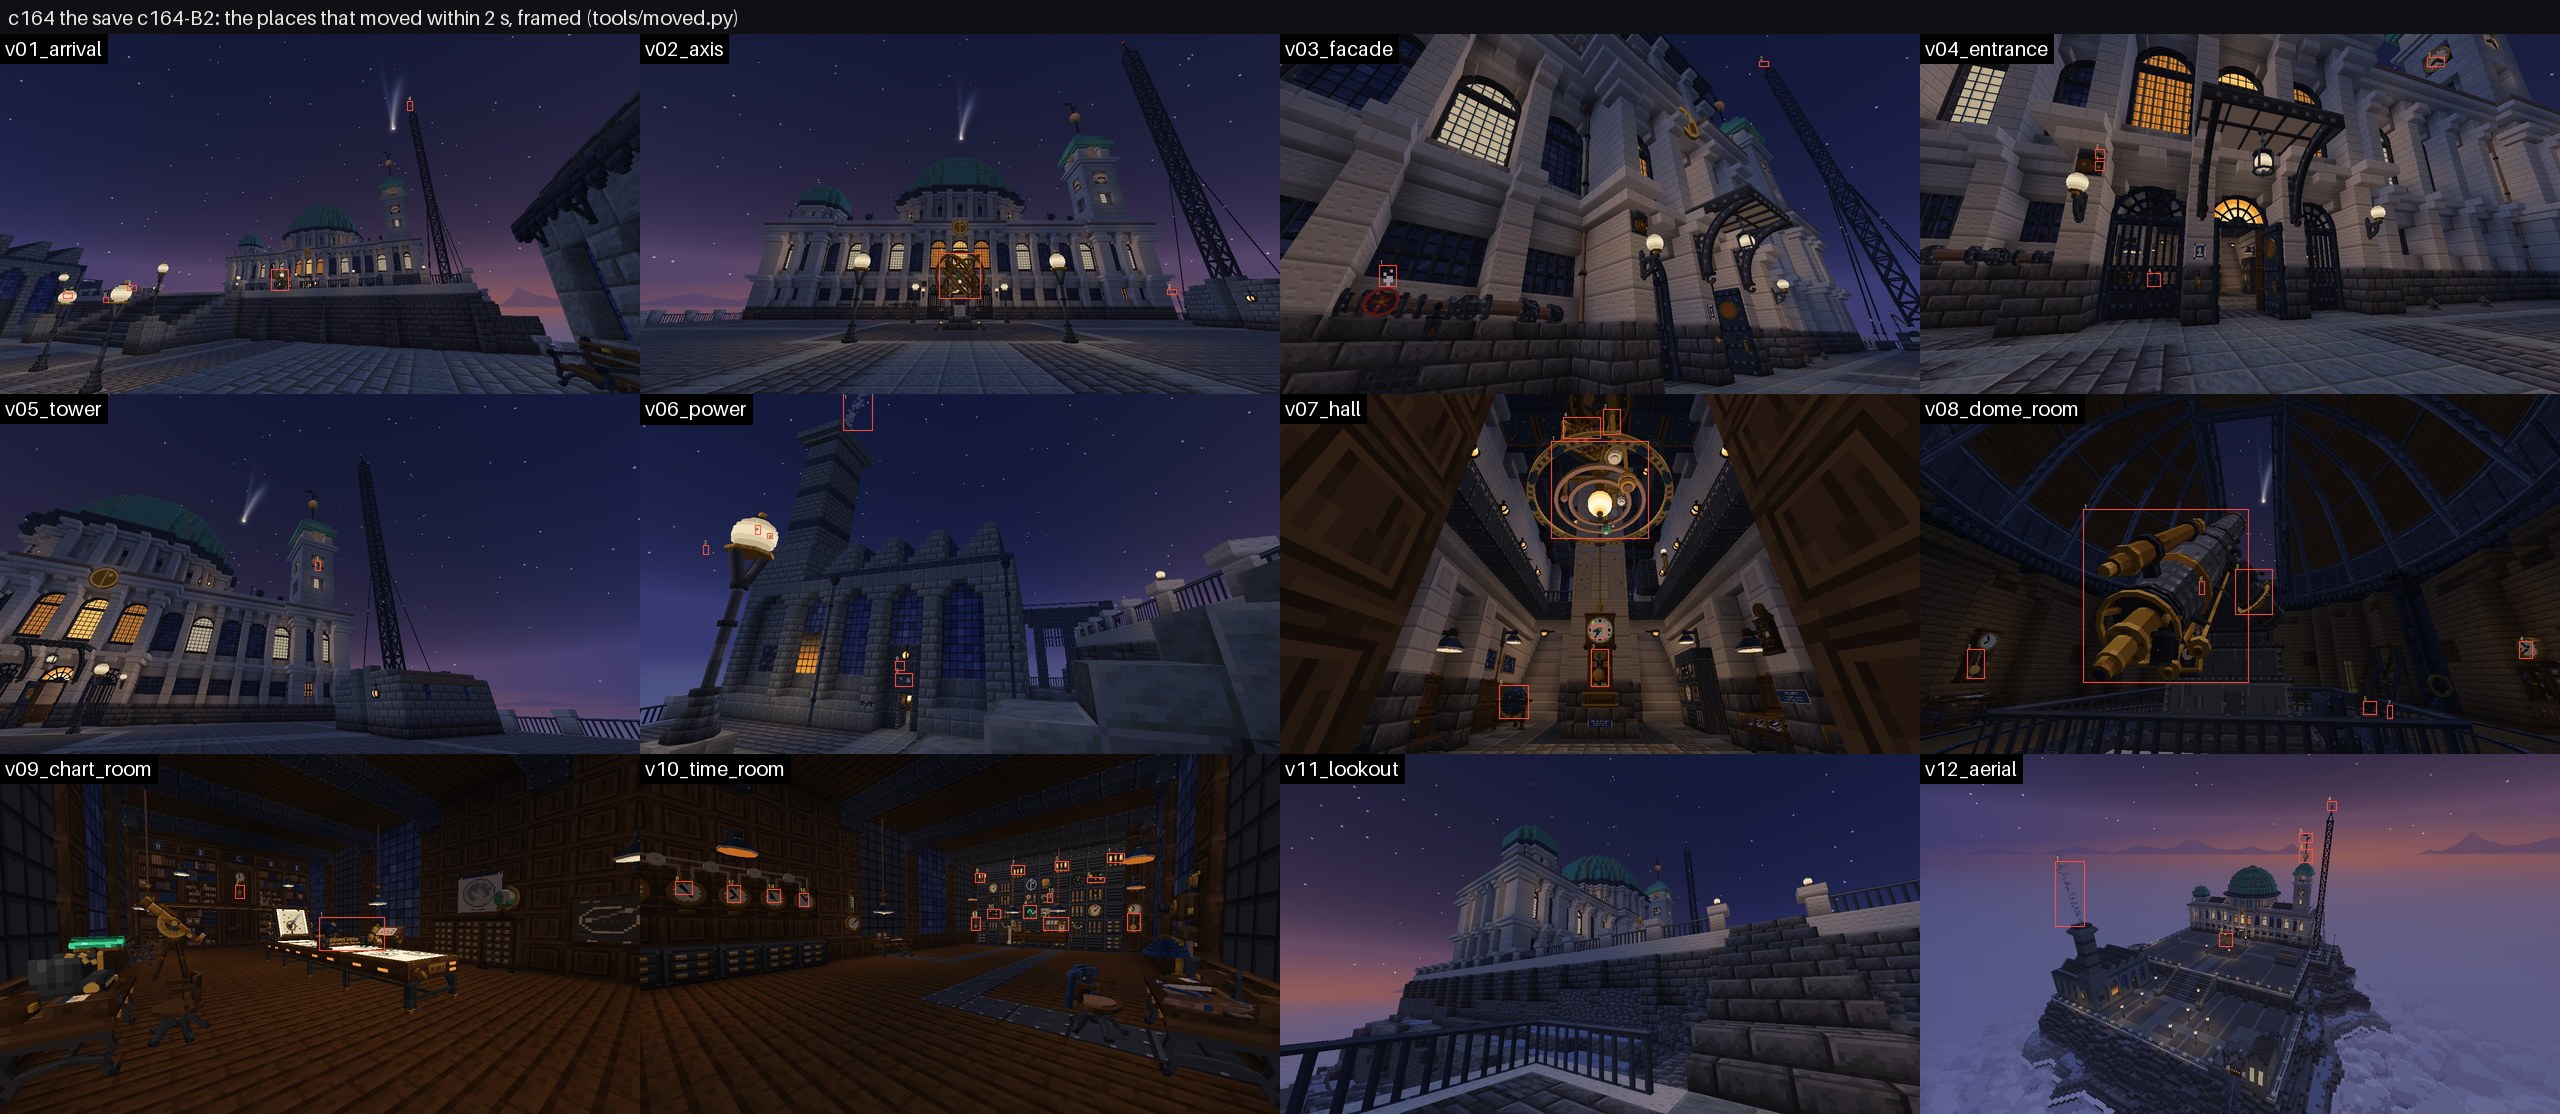 c164 the save c164-B2: the places that moved within 2 s, framed (tools/moved.py)
v01_arrival
v02_axis
v03_facade
v04_entrance
v05_tower
v06_power
v07_hall
v08_dome_room
v09_chart_room
v10_time_room
v11_lookout
v12_aerial